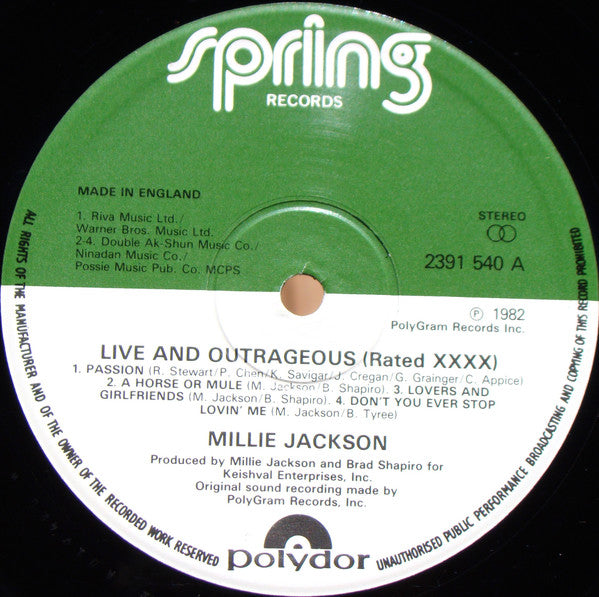 spring
RECORDS
MADE IN ENGLAND
1. Riva Music Ltd./
Warner Bros. Music Ltd.
2-4. Double Ak-Shun Music Co./
Ninadan Music Co./
Possie Music Pub. Co. MCPS
STEREO
2391 540 A
℗ 1982
PolyGram Records Inc.
LIVE AND OUTRAGEOUS (Rated XXXX)
1. PASSION (R. Stewart/P. Chen/K. Savigar/J. Cregan/G. Grainger/C. Appice)
2. A HORSE OR MULE (M. Jackson/B. Shapiro). 3. LOVERS AND
GIRLFRIENDS (M. Jackson/B. Shapiro). 4. DON'T YOU EVER STOP
LOVIN' ME (M. Jackson/B. Tyree)
MILLIE JACKSON
Produced by Millie Jackson and Brad Shapiro for
Keishval Enterprises, Inc.
Original sound recording made by
PolyGram Records, Inc.
polydor
ALL RIGHTS OF THE MANUFACTURER AND OF THE OWNER OF THE RECORDED WORK RESERVED
UNAUTHORISED PUBLIC PERFORMANCE BROADCASTING AND COPYING OF THIS RECORD PROHIBITED